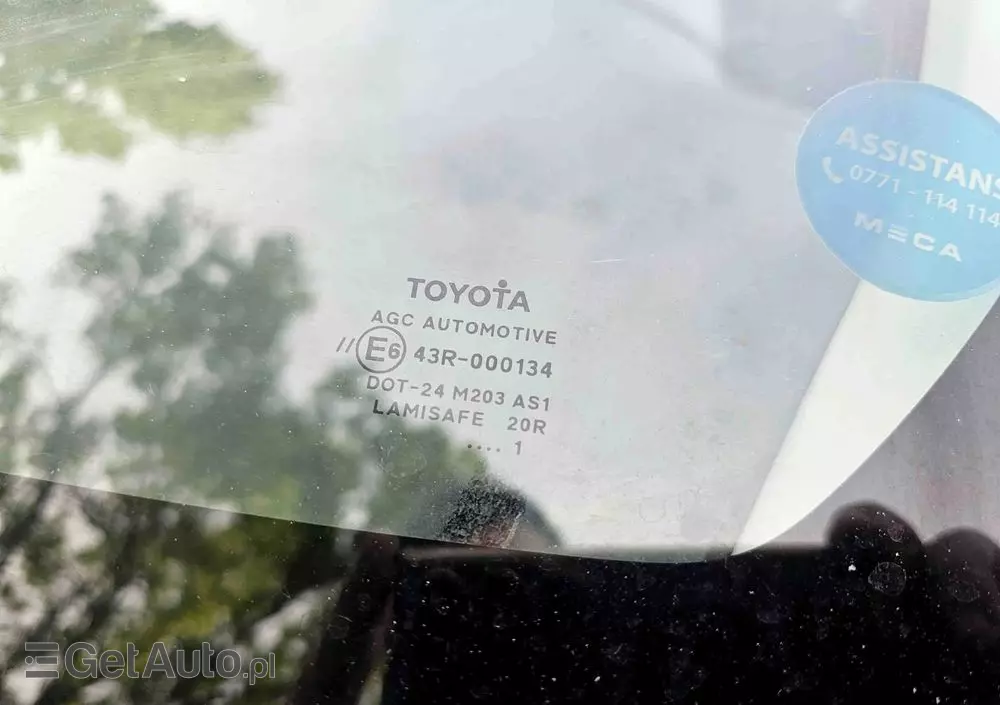 ASSISTANS
0771 - 114 114
MECA
TOYOTA
AGC AUTOMOTIVE
// E6 43R-000134
DOT-24 M203 AS1
LAMISAFE 20R
.... 1
GetAuto.pl